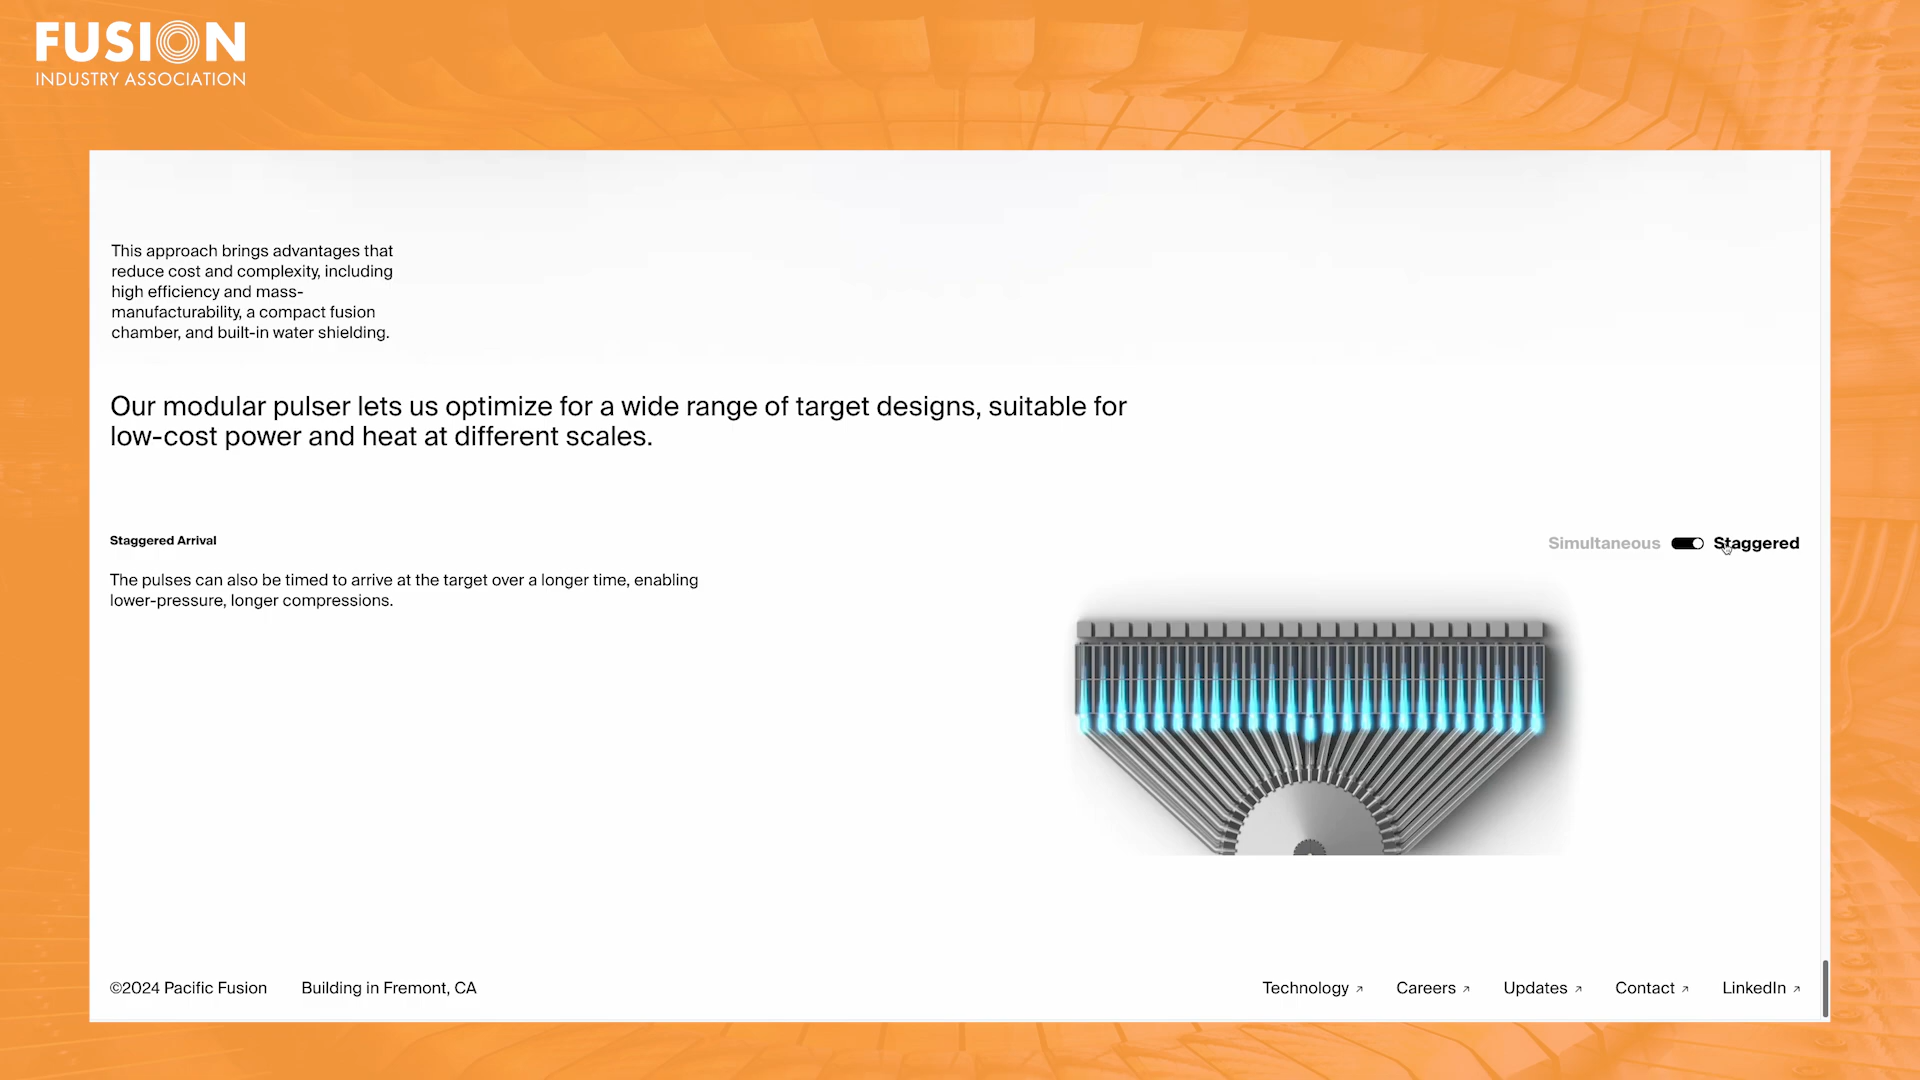 FUSION
INDUSTRY ASSOCIATION
This approach brings advantages that
reduce cost and complexity, including
high efficiency and mass-
manufacturability, a compact fusion
chamber, and built-in water shielding.
Our modular pulser lets us optimize for a wide range of target designs, suitable for
low-cost power and heat at different scales.
Staggered Arrival
Simultaneous Staggered
The pulses can also be timed to arrive at the target over a longer time, enabling
lower-pressure, longer compressions.
©2024 Pacific Fusion Building in Fremont, CA Technology ↗ Careers ↗ Updates ↗ Contact ↗ LinkedIn ↗